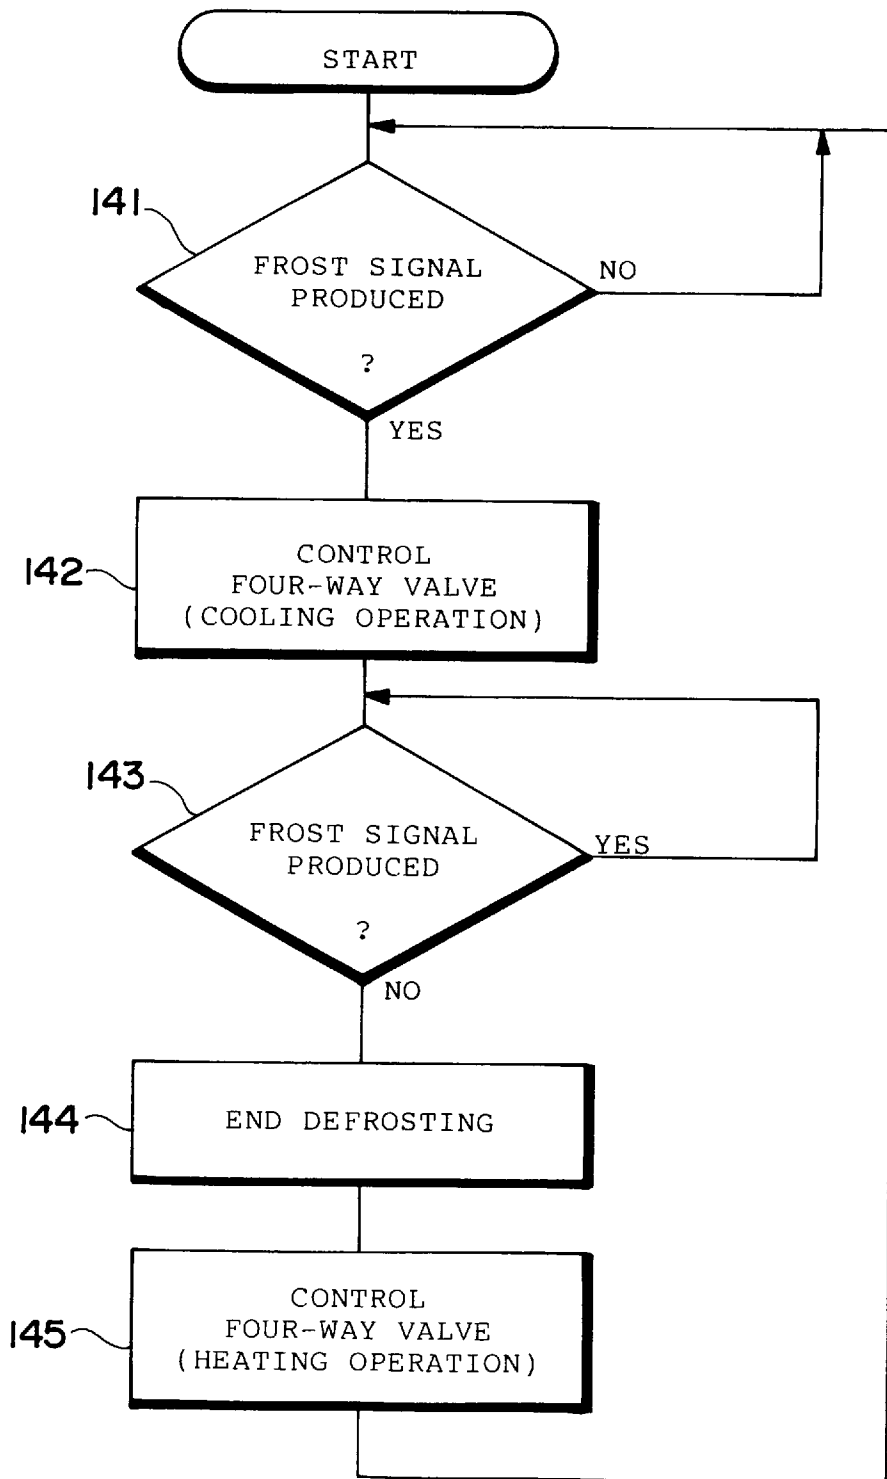 START
141
FROST SIGNAL
PRODUCED
?
NO
YES
142
CONTROL
FOUR-WAY VALVE
(COOLING OPERATION)
143
FROST SIGNAL
PRODUCED
?
YES
NO
144
END DEFROSTING
145
CONTROL
FOUR-WAY VALVE
(HEATING OPERATION)